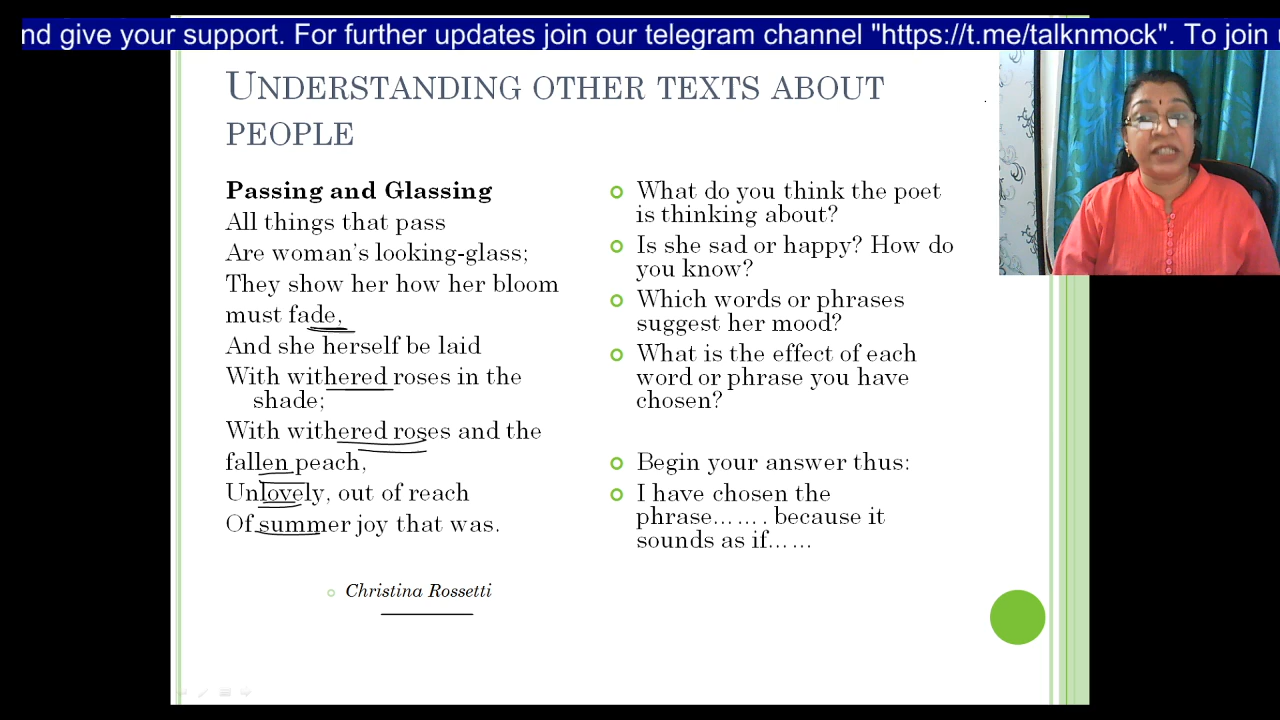 nd give your support. For further updates join our telegram channel "https://t.me/talknmock". To join
UNDERSTANDING OTHER TEXTS ABOUT
PEOPLE
Passing and Glassing
All things that pass
Are woman's looking-glass;
They show her how her bloom
must fade,
And she herself be laid
With withered roses in the
shade;
With withered roses and the
fallen peach,
Unlovely, out of reach
Of summer joy that was.
Christina Rossetti
What do you think the poet
is thinking about?
Is she sad or happy? How do
you know?
Which words or phrases
suggest her mood?
What is the effect of each
word or phrase you have
chosen?
Begin your answer thus:
I have chosen the
phrase……. because it
sounds as if……